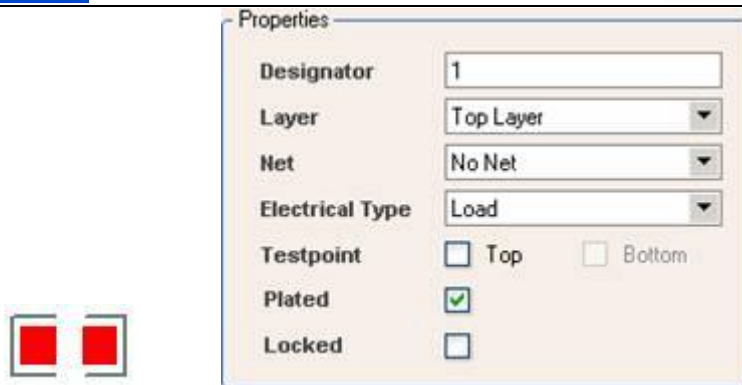 Properties
Designator 1
Layer Top Layer
Net No Net
Electrical Type Load
Testpoint Top Bottom
Plated
Locked